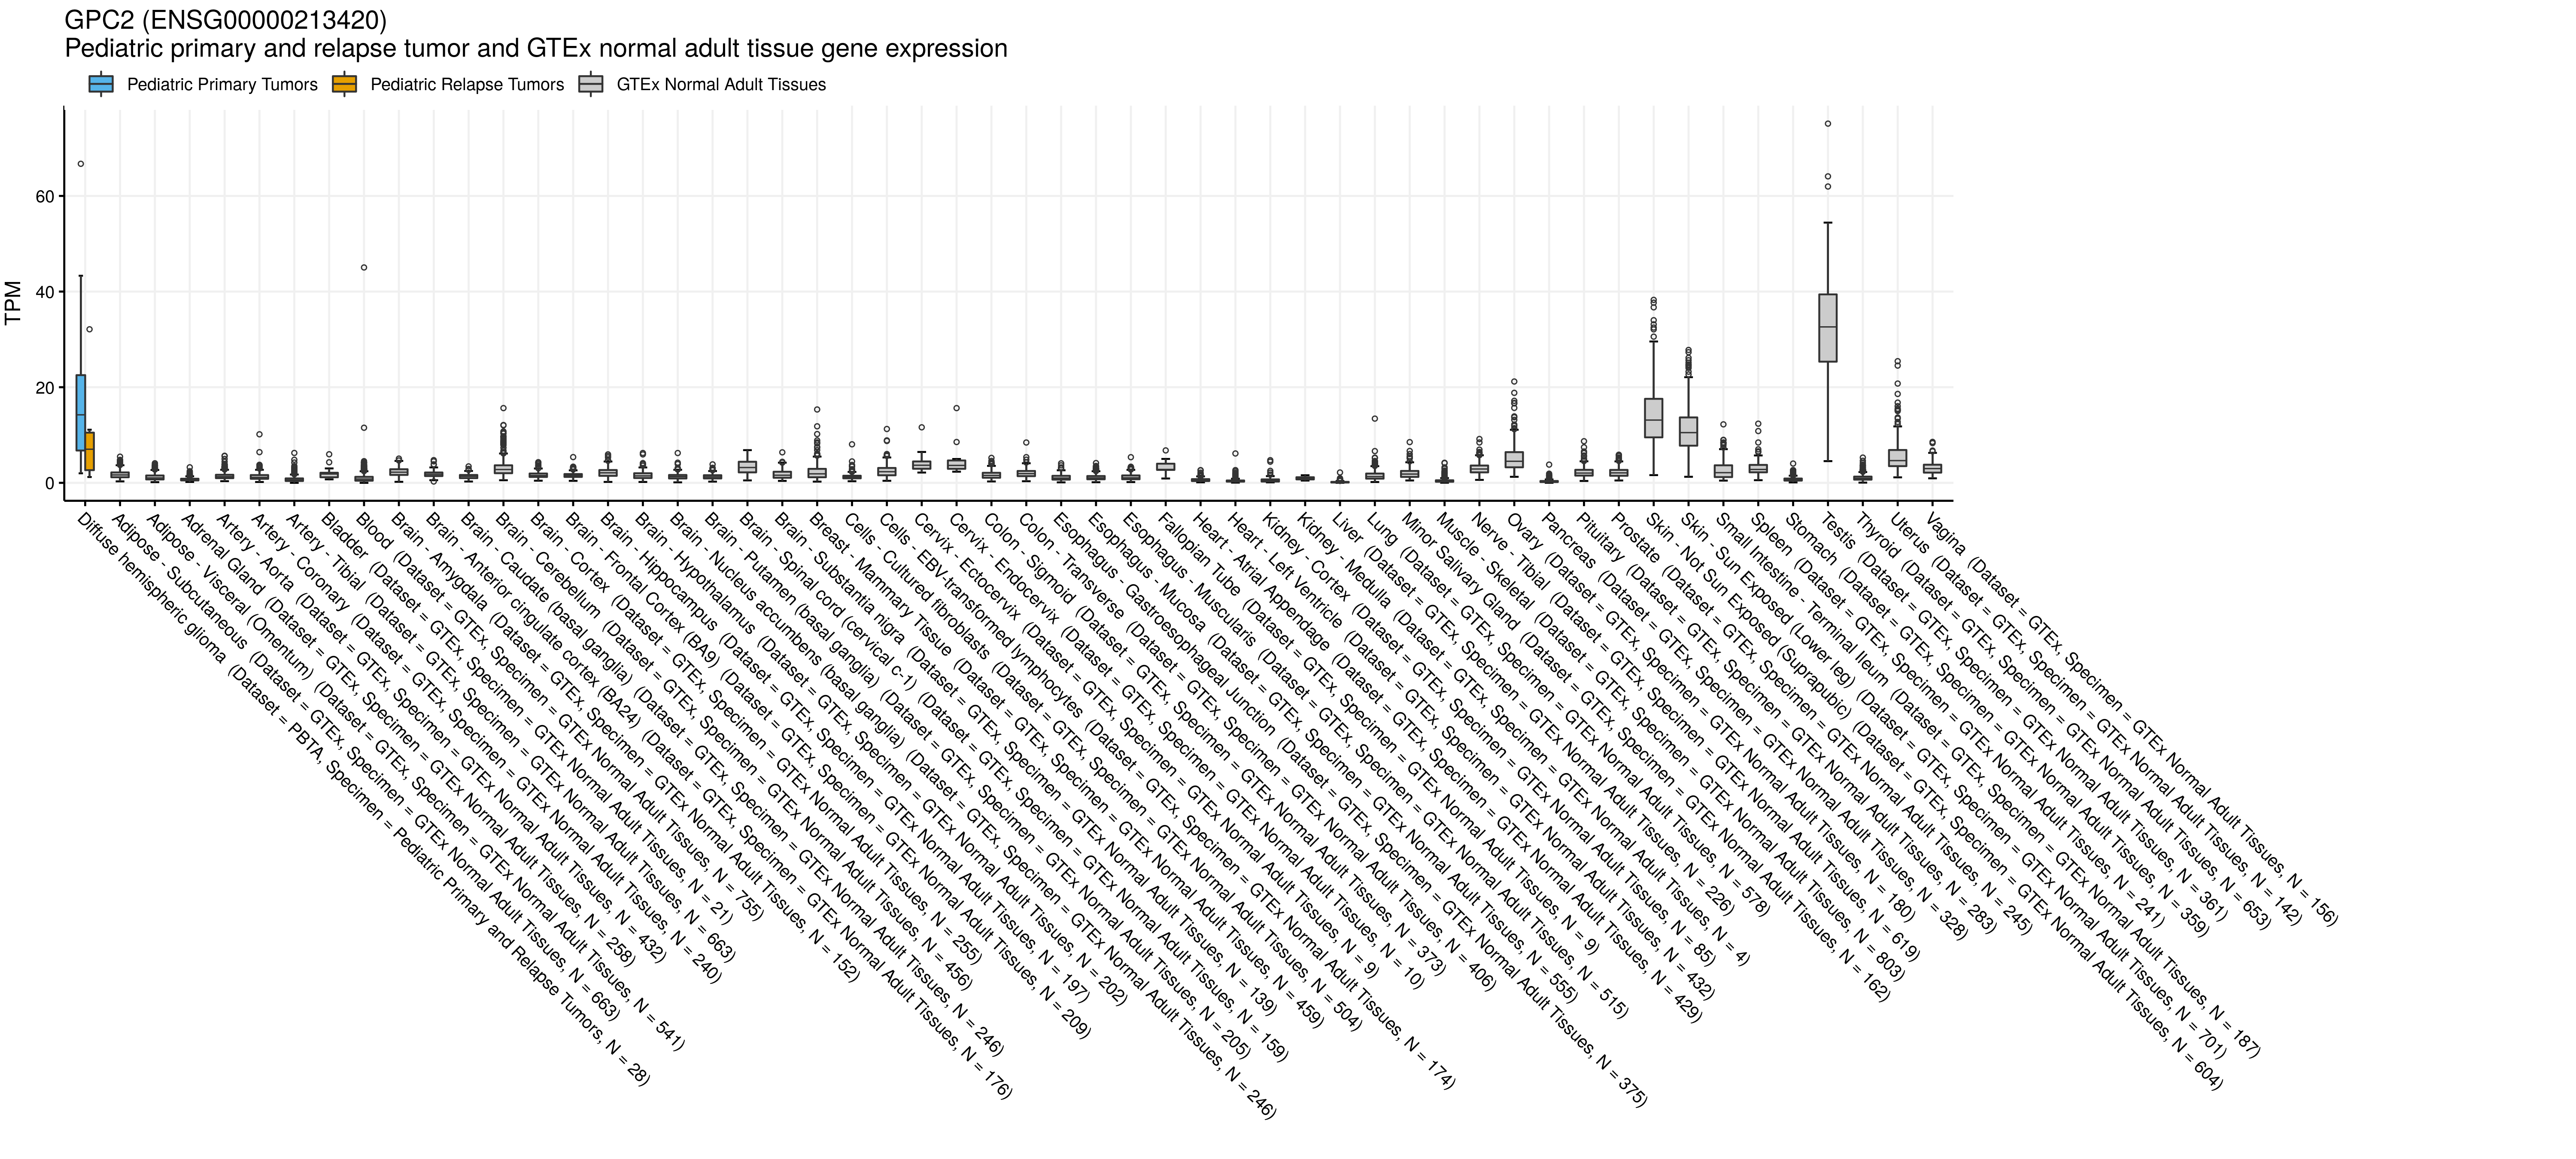 GPC2 (ENSG00000213420)
Pediatric primary and relapse tumor and GTEx normal adult tissue gene expression
Pediatric Primary Tumors
Pediatric Relapse Tumors
GTEx Normal Adult Tissues
TPM
60
40
20
0
Diffuse hemispheric glioma (Dataset = PBTA, Specimen = Pediatric Primary and Relapse Tumors, N = 28)
Adipose - Subcutaneous (Dataset = GTEx, Specimen = GTEx Normal Adult Tissues, N = 663)
Adipose - Visceral (Omentum) (Dataset = GTEx, Specimen = GTEx Normal Adult Tissues, N = 541)
Adrenal Gland (Dataset = GTEx, Specimen = GTEx Normal Adult Tissues, N = 258)
Artery - Aorta (Dataset = GTEx, Specimen = GTEx Normal Adult Tissues, N = 432)
Artery - Coronary (Dataset = GTEx, Specimen = GTEx Normal Adult Tissues, N = 240)
Artery - Tibial (Dataset = GTEx, Specimen = GTEx Normal Adult Tissues, N = 663)
Bladder (Dataset = GTEx, Specimen = GTEx Normal Adult Tissues, N = 21)
Blood (Dataset = GTEx, Specimen = GTEx Normal Adult Tissues, N = 755)
Brain - Amygdala (Dataset = GTEx, Specimen = GTEx Normal Adult Tissues, N = 152)
Brain - Anterior cingulate cortex (BA24) (Dataset = GTEx, Specimen = GTEx Normal Adult Tissues, N = 176)
Brain - Caudate (basal ganglia) (Dataset = GTEx, Specimen = GTEx Normal Adult Tissues, N = 246)
Brain - Cerebellum (Dataset = GTEx, Specimen = GTEx Normal Adult Tissues, N = 456)
Brain - Cortex (Dataset = GTEx, Specimen = GTEx Normal Adult Tissues, N = 255)
Brain - Frontal Cortex (BA9) (Dataset = GTEx, Specimen = GTEx Normal Adult Tissues, N = 209)
Brain - Hippocampus (Dataset = GTEx, Specimen = GTEx Normal Adult Tissues, N = 197)
Brain - Hypothalamus (Dataset = GTEx, Specimen = GTEx Normal Adult Tissues, N = 202)
Brain - Nucleus accumbens (basal ganglia) (Dataset = GTEx, Specimen = GTEx Normal Adult Tissues, N = 246)
Brain - Putamen (basal ganglia) (Dataset = GTEx, Specimen = GTEx Normal Adult Tissues, N = 205)
Brain - Spinal cord (cervical c-1) (Dataset = GTEx, Specimen = GTEx Normal Adult Tissues, N = 159)
Brain - Substantia nigra (Dataset = GTEx, Specimen = GTEx Normal Adult Tissues, N = 139)
Breast - Mammary Tissue (Dataset = GTEx, Specimen = GTEx Normal Adult Tissues, N = 459)
Cells - Cultured fibroblasts (Dataset = GTEx, Specimen = GTEx Normal Adult Tissues, N = 504)
Cells - EBV-transformed lymphocytes (Dataset = GTEx, Specimen = GTEx Normal Adult Tissues, N = 174)
Cervix - Ectocervix (Dataset = GTEx, Specimen = GTEx Normal Adult Tissues, N = 9)
Cervix - Endocervix (Dataset = GTEx, Specimen = GTEx Normal Adult Tissues, N = 10)
Colon - Sigmoid (Dataset = GTEx, Specimen = GTEx Normal Adult Tissues, N = 373)
Colon - Transverse (Dataset = GTEx, Specimen = GTEx Normal Adult Tissues, N = 406)
Esophagus - Gastroesophageal Junction (Dataset = GTEx, Specimen = GTEx Normal Adult Tissues, N = 375)
Esophagus - Mucosa (Dataset = GTEx, Specimen = GTEx Normal Adult Tissues, N = 555)
Esophagus - Muscularis (Dataset = GTEx, Specimen = GTEx Normal Adult Tissues, N = 515)
Fallopian Tube (Dataset = GTEx, Specimen = GTEx Normal Adult Tissues, N = 9)
Heart - Atrial Appendage (Dataset = GTEx, Specimen = GTEx Normal Adult Tissues, N = 429)
Heart - Left Ventricle (Dataset = GTEx, Specimen = GTEx Normal Adult Tissues, N = 432)
Kidney - Cortex (Dataset = GTEx, Specimen = GTEx Normal Adult Tissues, N = 85)
Kidney - Medulla (Dataset = GTEx, Specimen = GTEx Normal Adult Tissues, N = 4)
Liver (Dataset = GTEx, Specimen = GTEx Normal Adult Tissues, N = 226)
Lung (Dataset = GTEx, Specimen = GTEx Normal Adult Tissues, N = 578)
Minor Salivary Gland (Dataset = GTEx, Specimen = GTEx Normal Adult Tissues, N = 162)
Muscle - Skeletal (Dataset = GTEx, Specimen = GTEx Normal Adult Tissues, N = 803)
Nerve - Tibial (Dataset = GTEx, Specimen = GTEx Normal Adult Tissues, N = 619)
Ovary (Dataset = GTEx, Specimen = GTEx Normal Adult Tissues, N = 180)
Pancreas (Dataset = GTEx, Specimen = GTEx Normal Adult Tissues, N = 328)
Pituitary (Dataset = GTEx, Specimen = GTEx Normal Adult Tissues, N = 283)
Prostate (Dataset = GTEx, Specimen = GTEx Normal Adult Tissues, N = 245)
Skin - Not Sun Exposed (Suprapubic) (Dataset = GTEx, Specimen = GTEx Normal Adult Tissues, N = 604)
Skin - Sun Exposed (Lower leg) (Dataset = GTEx, Specimen = GTEx Normal Adult Tissues, N = 701)
Small Intestine - Terminal Ileum (Dataset = GTEx, Specimen = GTEx Normal Adult Tissues, N = 187)
Spleen (Dataset = GTEx, Specimen = GTEx Normal Adult Tissues, N = 241)
Stomach (Dataset = GTEx, Specimen = GTEx Normal Adult Tissues, N = 359)
Testis (Dataset = GTEx, Specimen = GTEx Normal Adult Tissues, N = 361)
Thyroid (Dataset = GTEx, Specimen = GTEx Normal Adult Tissues, N = 653)
Uterus (Dataset = GTEx, Specimen = GTEx Normal Adult Tissues, N = 142)
Vagina (Dataset = GTEx, Specimen = GTEx Normal Adult Tissues, N = 156)